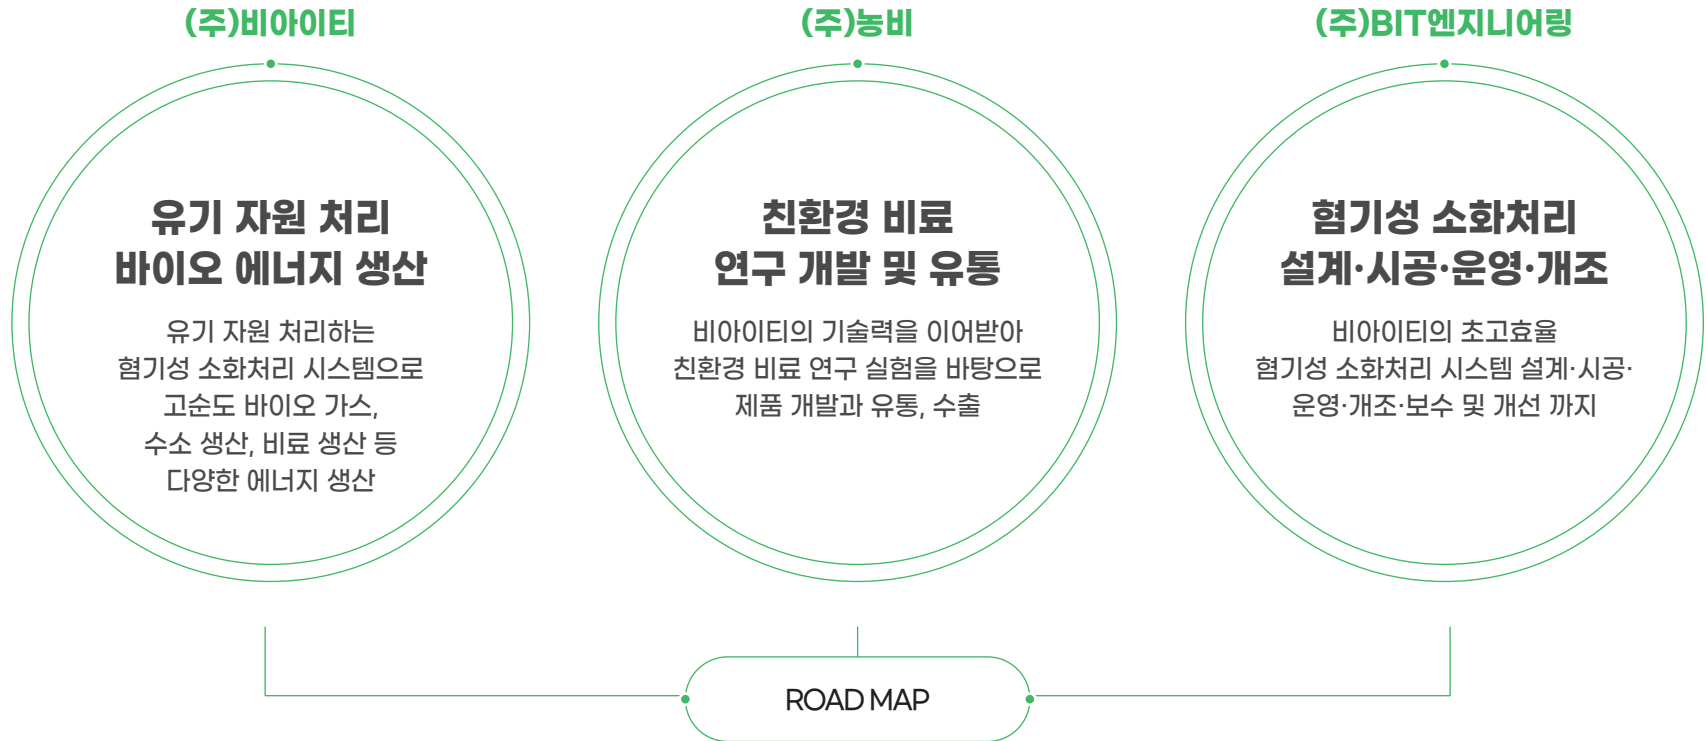 (주)비아이티
유기 자원 처리
바이오 에너지 생산
유기 자원 처리하는
혐기성 소화처리 시스템으로
고순도 바이오 가스,
수소 생산, 비료 생산 등
다양한 에너지 생산
(주)농비
친환경 비료
연구 개발 및 유통
비아이티의 기술력을 이어받아
친환경 비료 연구 실험을 바탕으로
제품 개발과 유통, 수출
(주)BIT엔지니어링
혐기성 소화처리
설계·시공·운영·개조
비아이티의 초고효율
혐기성 소화처리 시스템 설계·시공·
운영·개조·보수 및 개선 까지
ROAD MAP